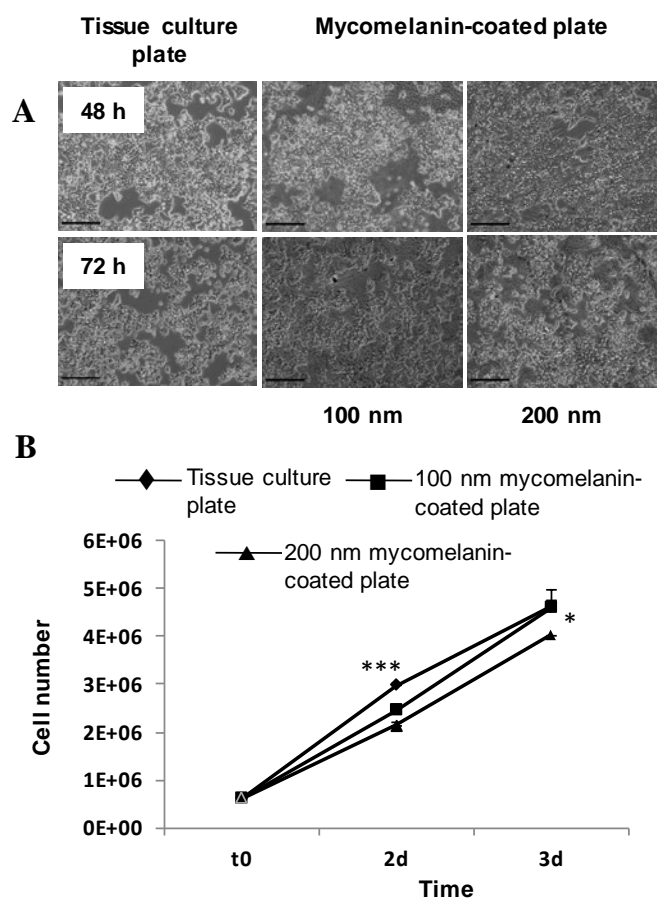 Tissue culture plate
Mycomelanin-coated plate
A
48 h
72 h
100 nm
200 nm
B
Tissue culture plate
100 nm mycomelanin-coated plate
200 nm mycomelanin-coated plate
6E+06
5E+06
4E+06
3E+06
2E+06
1E+06
0E+00
Cell number
***
*
t0
2d
3d
Time